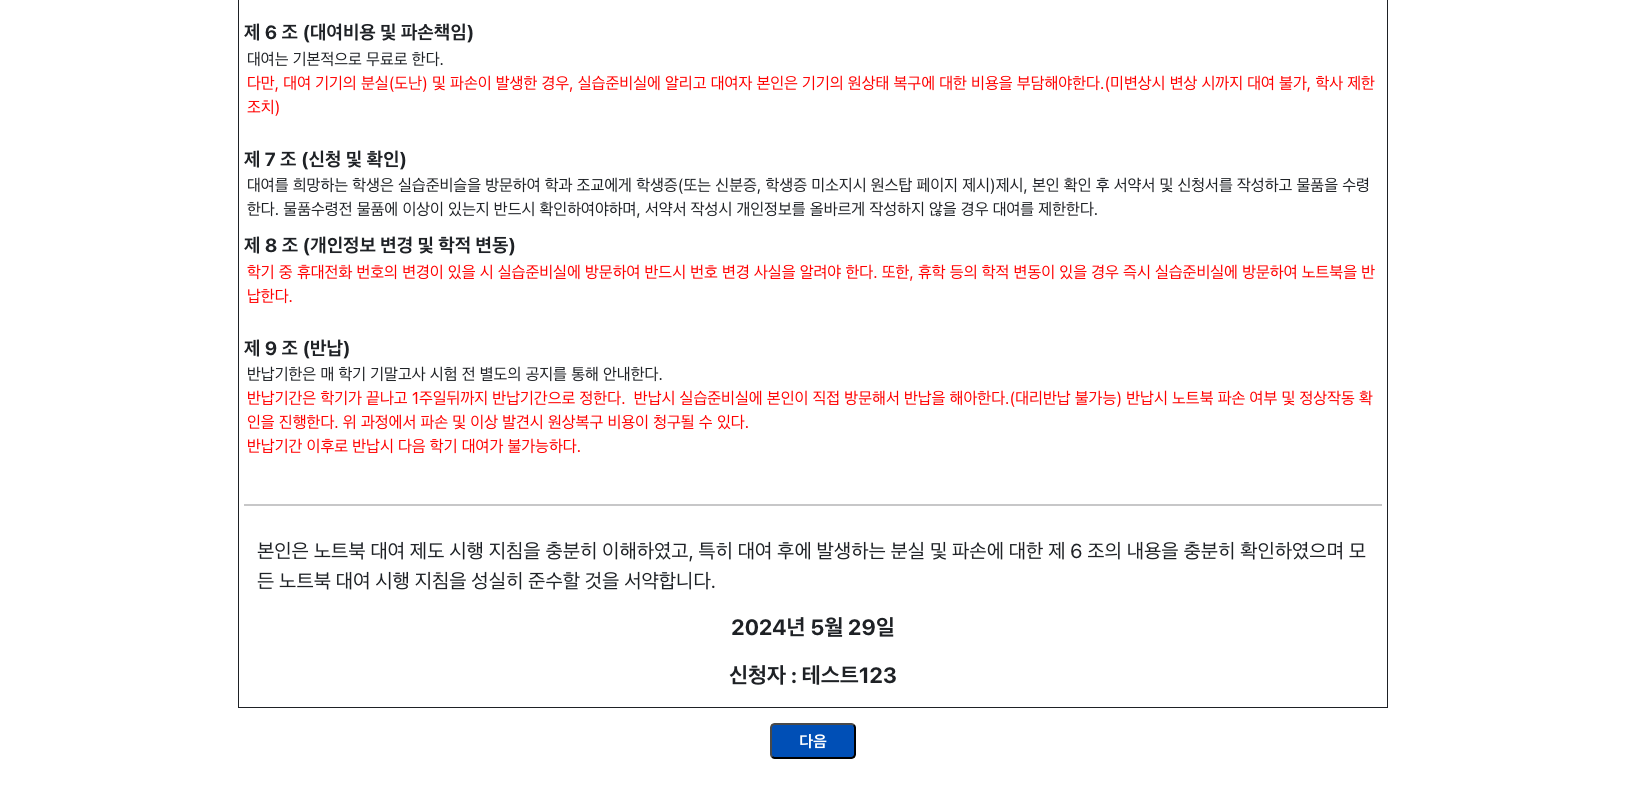 제 6 조 (대여비용 및 파손책임)
대여는 기본적으로 무료로 한다.
다만, 대여 기기의 분실(도난) 및 파손이 발생한 경우, 실습준비실에 알리고 대여자 본인은 기기의 원상태 복구에 대한 비용을 부담해야한다.(미변상시 변상 시까지 대여 불가, 학사 제한
조치)
제 7 조 (신청 및 확인)
대여를 희망하는 학생은 실습준비슬을 방문하여 학과 조교에게 학생증(또는 신분증, 학생증 미소지시 원스탑 페이지 제시)제시, 본인 확인 후 서약서 및 신청서를 작성하고 물품을 수령
한다. 물품수령전 물품에 이상이 있는지 반드시 확인하여야하며, 서약서 작성시 개인정보를 올바르게 작성하지 않을 경우 대여를 제한한다.
제 8 조 (개인정보 변경 및 학적 변동)
학기 중 휴대전화 번호의 변경이 있을 시 실습준비실에 방문하여 반드시 번호 변경 사실을 알려야 한다. 또한, 휴학 등의 학적 변동이 있을 경우 즉시 실습준비실에 방문하여 노트북을 반
납한다.
제 9 조 (반납)
반납기한은 매 학기 기말고사 시험 전 별도의 공지를 통해 안내한다.
반납기간은 학기가 끝나고 1주일뒤까지 반납기간으로 정한다.  반납시 실습준비실에 본인이 직접 방문해서 반납을 해아한다.(대리반납 불가능) 반납시 노트북 파손 여부 및 정상작동 확
인을 진행한다. 위 과정에서 파손 및 이상 발견시 원상복구 비용이 청구될 수 있다.
반납기간 이후로 반납시 다음 학기 대여가 불가능하다.
본인은 노트북 대여 제도 시행 지침을 충분히 이해하였고, 특히 대여 후에 발생하는 분실 및 파손에 대한 제 6 조의 내용을 충분히 확인하였으며 모
든 노트북 대여 시행 지침을 성실히 준수할 것을 서약합니다.
2024년 5월 29일
신청자 : 테스트123
다음